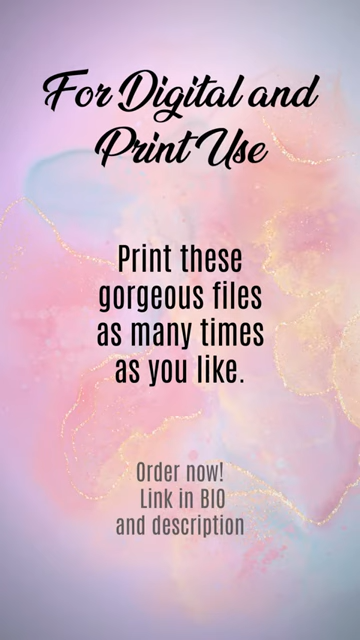 For Digital and
Print Use
Print these
gorgeous files
as many times
as you like.
Order now!
Link in BIO
and description